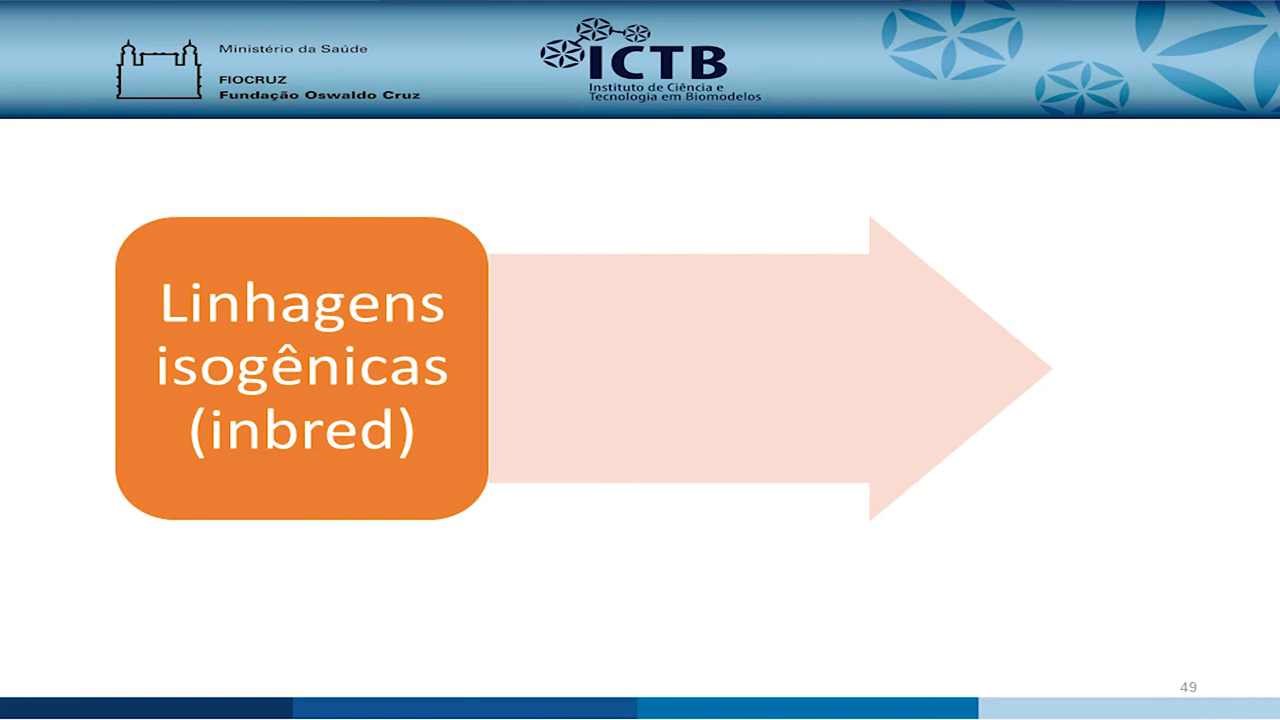 Ministério da Saúde
FIOCRUZ
Fundação Oswaldo Cruz
ICTB
Instituto de Ciência e
Tecnologia em Biomodelos
Linhagens
isogênicas
(inbred)
49